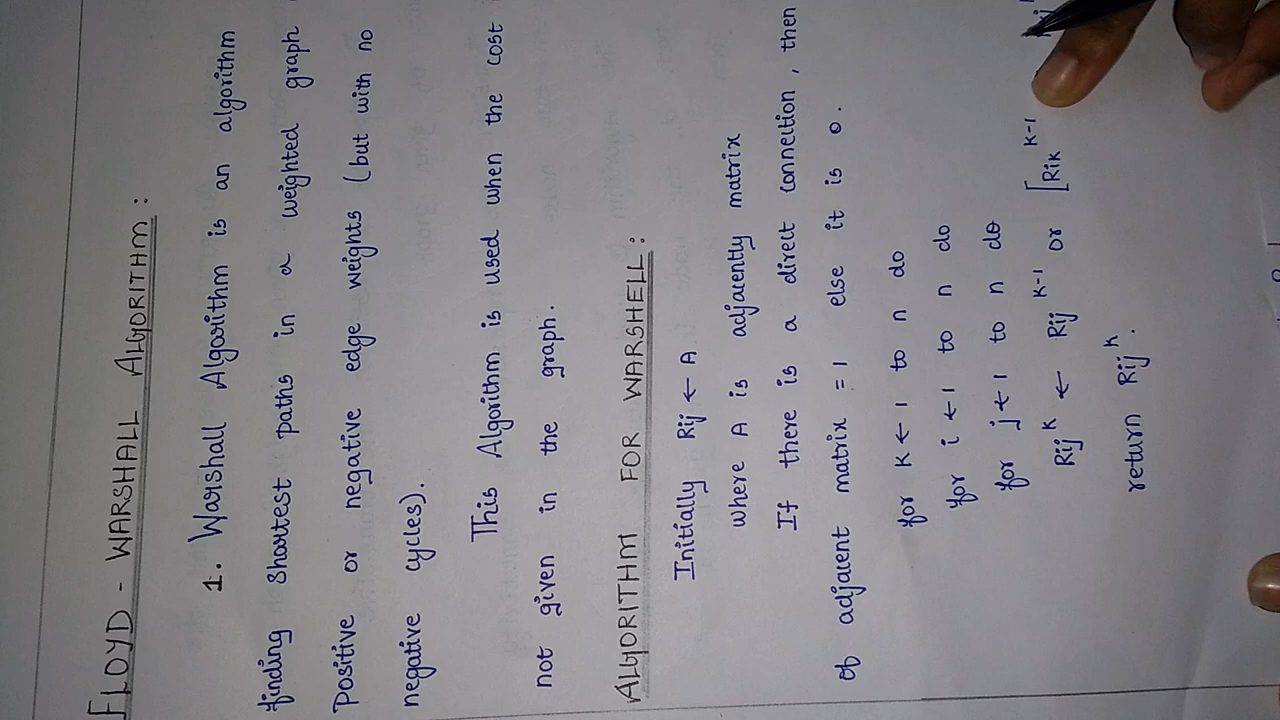 FLOYD - WARSHALL ALGORITHM :
1. Warshall Algorithm is an algorithm
finding shortest paths in a weighted graph
positive or negative edge weights (but with no
negative cycles).
This Algorithm is used when the cost
not given in the graph.
ALGORITHM FOR WARSHELL :
Initially Rij ← A
where A is adjacently matrix
If there is a direct connection, then
of adjacent matrix = 1 else it is 0.
for K ← 1 to n do
for i ← 1 to n do
for j ← 1 to n do
Rij^K ← Rij^K-1 or [Rik^K-1
return Rij^K.